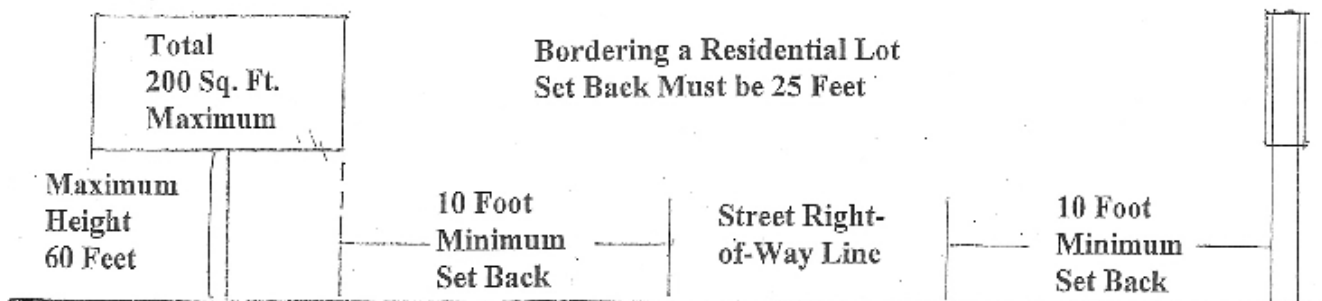 Total
200 Sq. Ft.
Maximum
Bordering a Residential Lot
Set Back Must be 25 Feet
Maximum
Height
60 Feet
10 Foot
Minimum
Set Back
Street Right-
of-Way Line
10 Foot
Minimum
Set Back